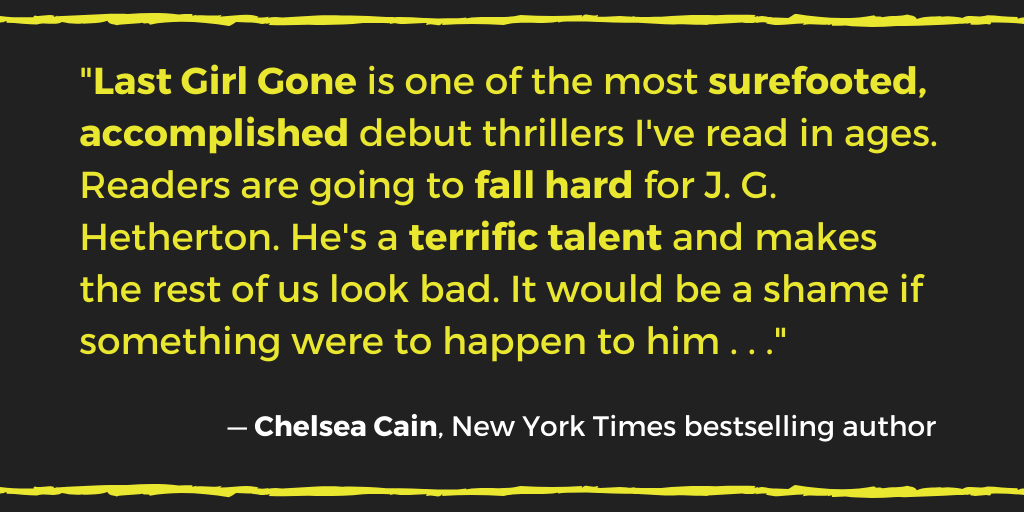 "Last Girl Gone is one of the most surefooted,
accomplished debut thrillers I've read in ages.
Readers are going to fall hard for J. G.
Hetherton. He's a terrific talent and makes
the rest of us look bad. It would be a shame if
something were to happen to him . . ."
— Chelsea Cain, New York Times bestselling author